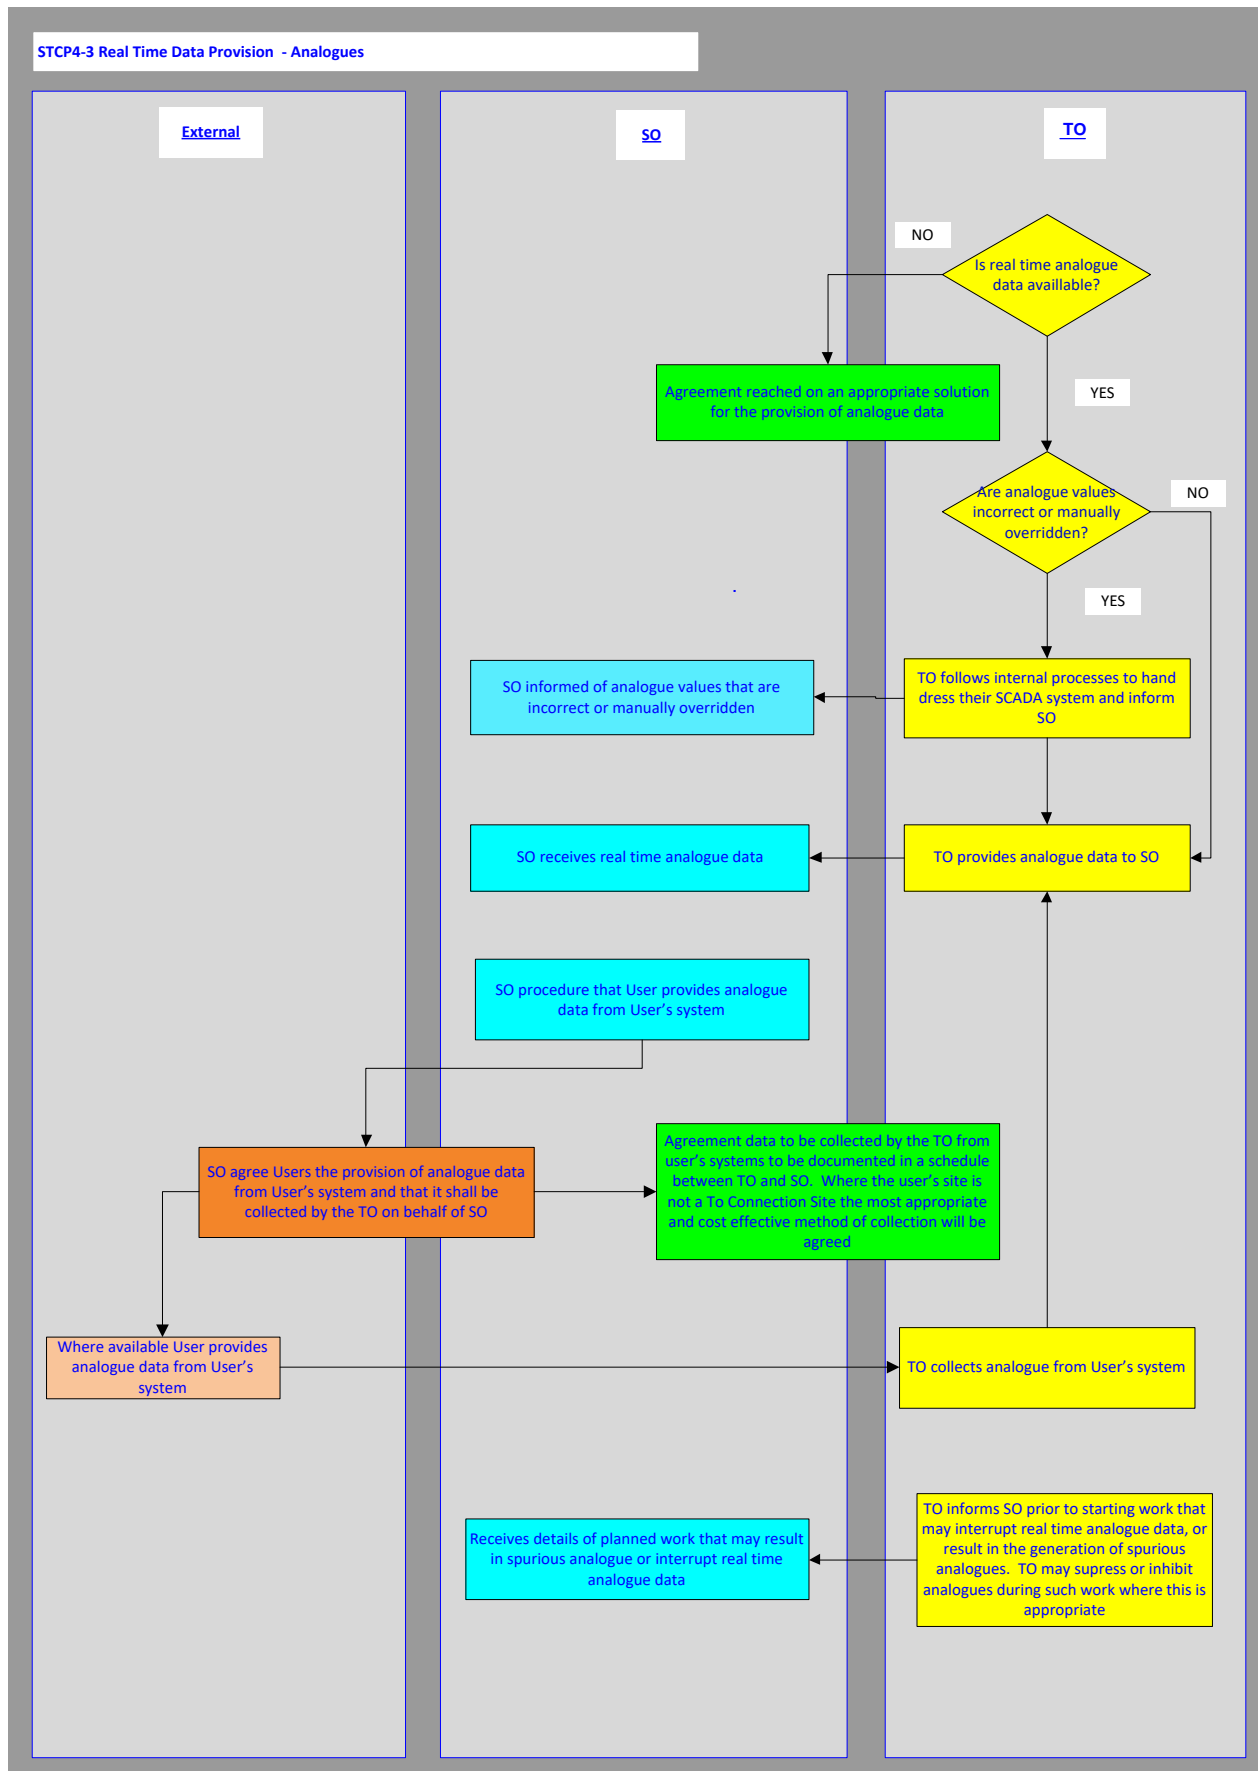 STCP4-3 Real Time Data Provision  - Analogues
External
SO
TO
NO
Is real time analogue
data availlable?
Agreement reached on an appropriate solution
for the provision of analogue data
YES
Are analogue values
incorrect or manually
overridden?
NO
.
YES
SO informed of analogue values that are
incorrect or manually overridden
TO follows internal processes to hand
dress their SCADA system and inform
SO
SO receives real time analogue data
TO provides analogue data to SO
SO procedure that User provides analogue
data from User’s system
SO agree Users the provision of analogue data
from User’s system and that it shall be
collected by the TO on behalf of SO
Agreement data to be collected by the TO from
user’s systems to be documented in a schedule
between TO and SO.  Where the user’s site is
not a To Connection Site the most appropriate
and cost effective method of collection will be
agreed
Where available User provides
analogue data from User’s
system
TO collects analogue from User’s system
Receives details of planned work that may result
in spurious analogue or interrupt real time
analogue data
TO informs SO prior to starting work that
may interrupt real time analogue data, or
result in the generation of spurious
analogues.  TO may supress or inhibit
analogues during such work where this is
appropriate